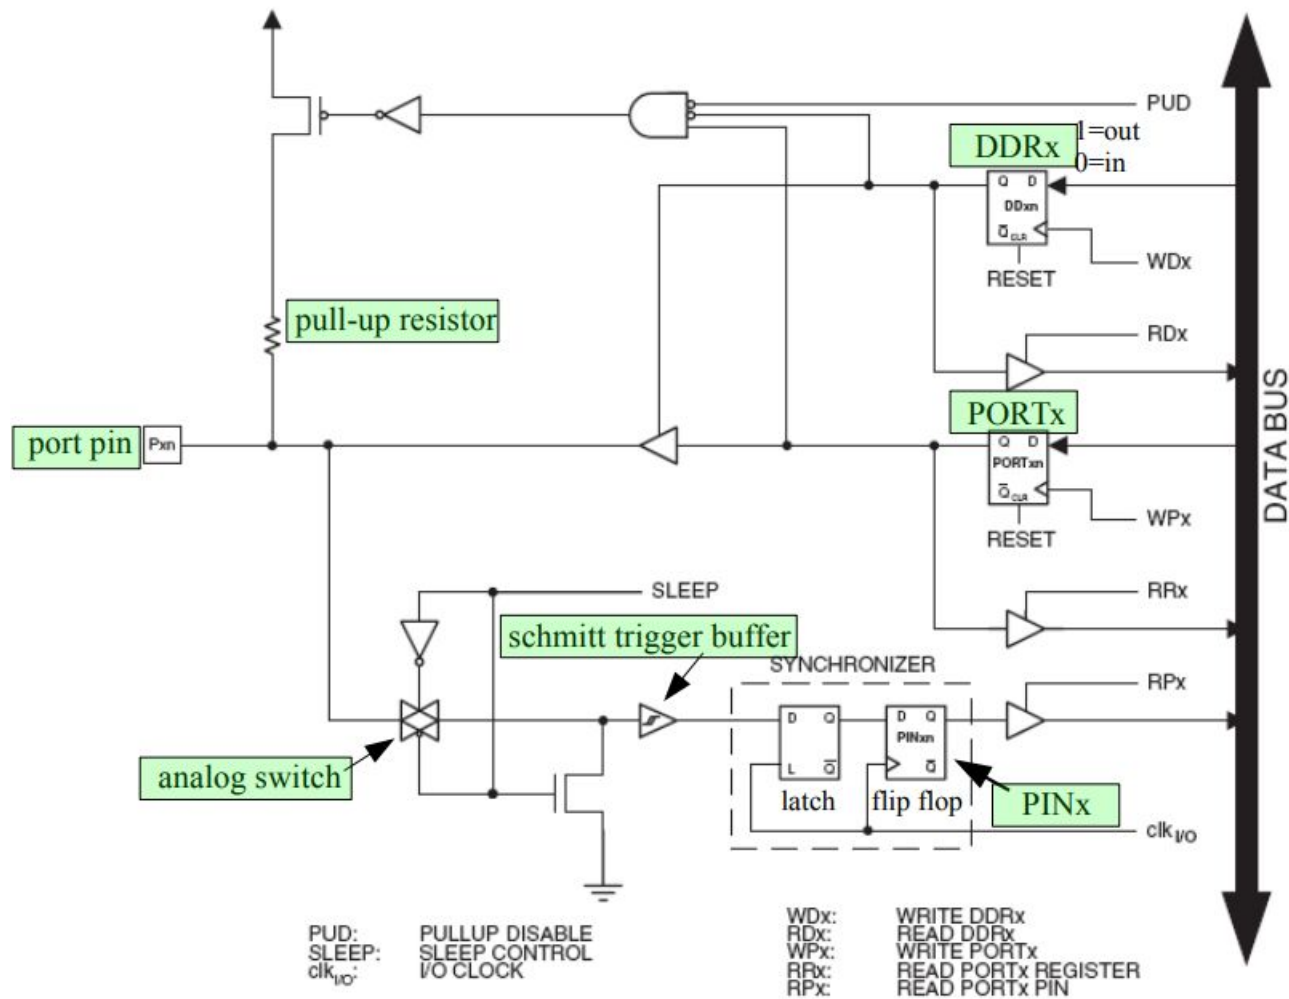 PUD
DDRx
1=out
0=in
Q D
DDxn
Q CLR
WDx
RESET
pull-up resistor
RDx
PORTx
port pin
Pxn
Q D
PORTxn
Q CLR
WPx
RESET
DATA BUS
SLEEP
RRx
schmitt trigger buffer
SYNCHRONIZER
RPx
D Q
D Q
PINxn
analog switch
L Q
Q
latch
flip flop
PINx
clk I/O
PUD: PULLUP DISABLE
SLEEP: SLEEP CONTROL
clk I/O: I/O CLOCK
WDx: WRITE DDRx
RDx: READ DDRx
WPx: WRITE PORTx
RRx: READ PORTx REGISTER
RPx: READ PORTx PIN